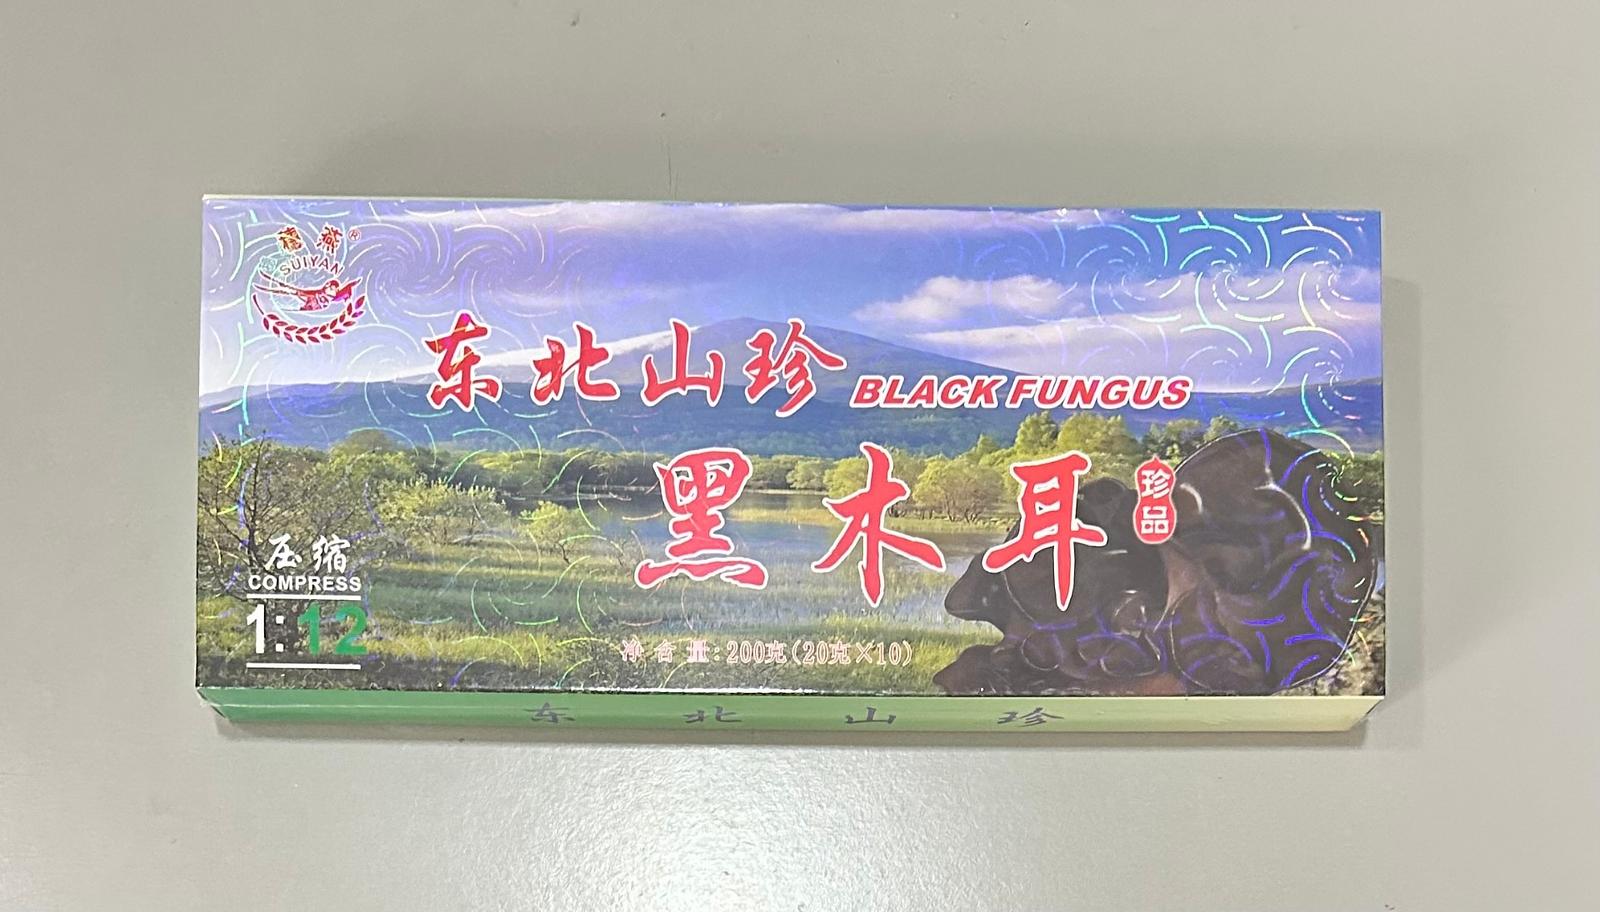 穗燕®
SUIYAN
东北山珍 BLACK FUNGUS
黑木耳
珍品
压缩
COMPRESS
1:12
净含量:200克(20克×10)
东北山珍